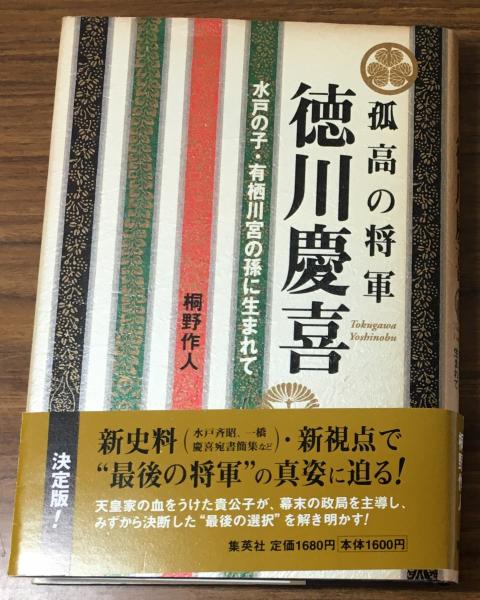 孤高の将軍
徳川慶喜
Tokugawa
Yoshinobu
水戸の子・有栖川宮の孫に生まれて
桐野作人
新史料（水戸斉昭、一橋
慶喜宛書簡集など）・新視点で
“最後の将軍”の真姿に迫る！
天皇家の血をうけた貴公子が、幕末の政局を主導し、
みずから決断した“最後の選択”を解き明かす！
集英社 定価1680円 本体1600円
決定版！